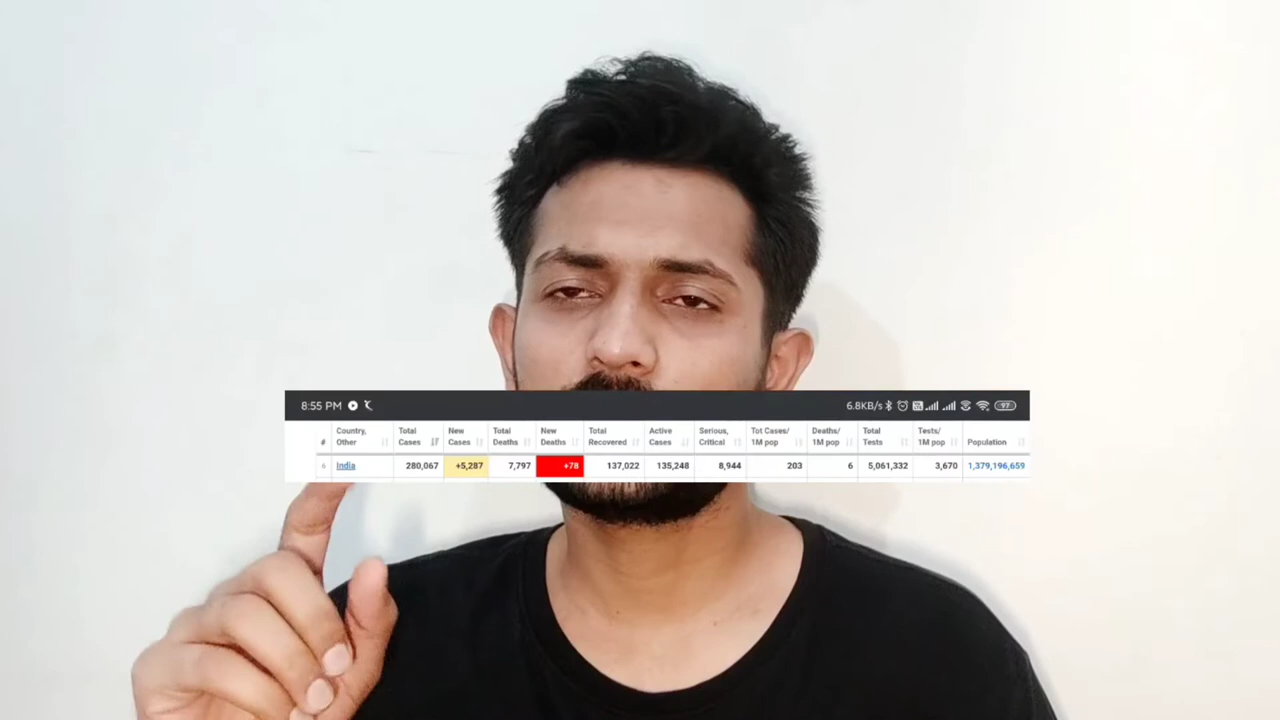 8:55 PM 6.8KB/s 97
# Country, Other Total Cases New Cases Total Deaths New Deaths Total Recovered Active Cases Serious, Critical Tot Cases/ 1M pop Deaths/ 1M pop Total Tests Tests/ 1M pop Population
6 India 280,067 +5,287 7,797 +78 137,022 135,248 8,944 203 6 5,061,332 3,670 1,379,196,659